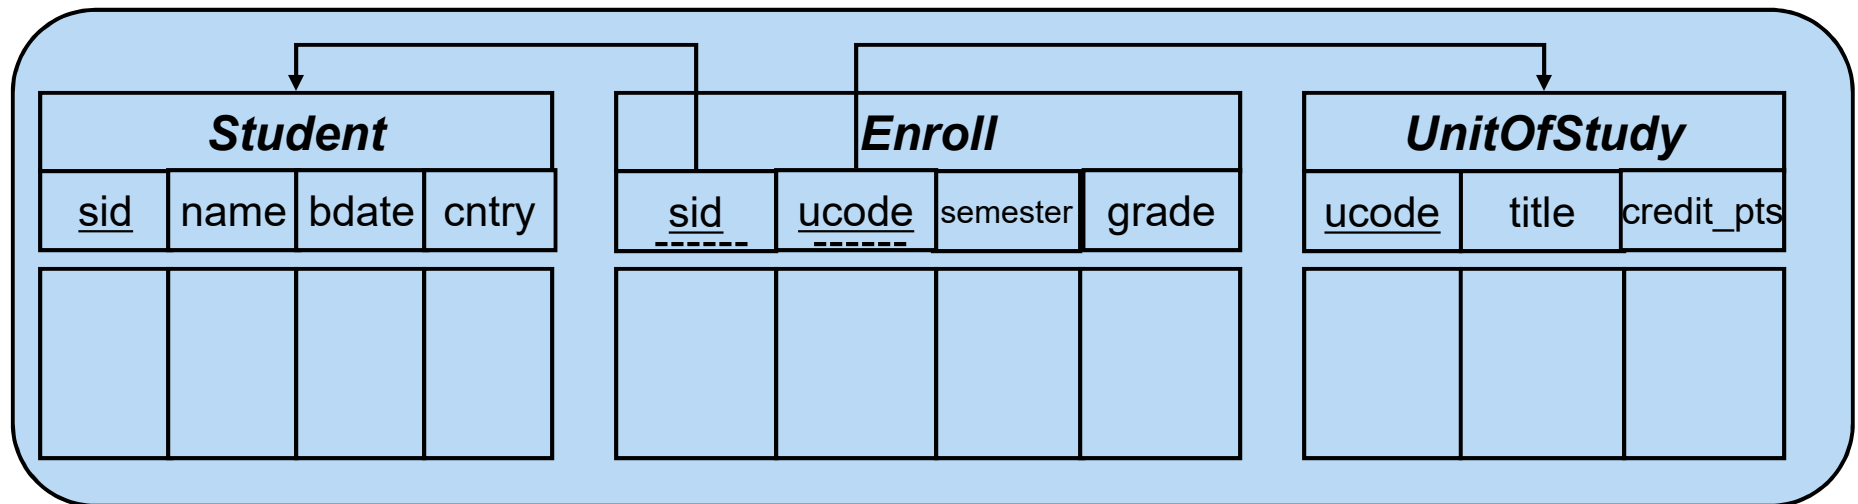 Student Enroll UnitOfStudy
sid name bdate cntry sid ucode semester grade ucode title credit_pts